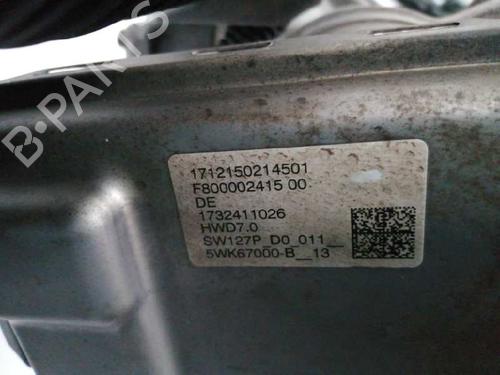 B-PARTS
1712150214501
F800002415 00
DE
1732411026
HWD7.0
SW127P_D0_011__
5WK67000-B__13